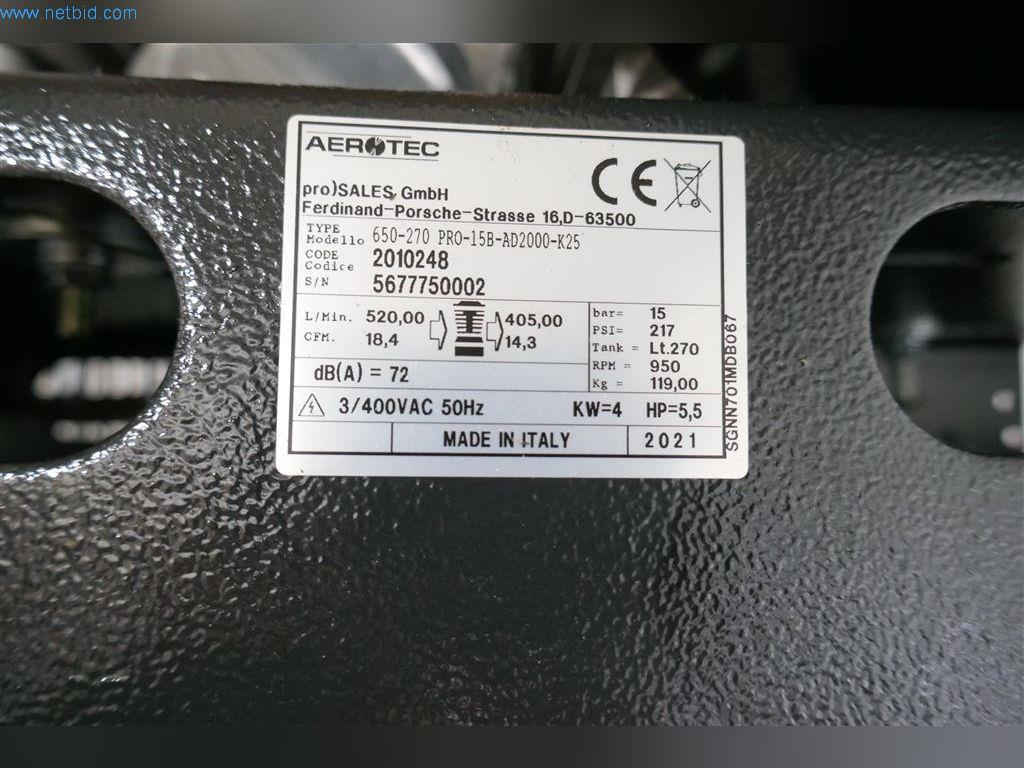 www.netbid.com
AEROTEC
pro)SALES GmbH
Ferdinand-Porsche-Strasse 16,D-63500
TYPE
Modello 650-270 PRO-15B-AD2000-K25
CODE
Codice 2010248
S/N 5677750002
L/Min. 520,00 405,00
CFM. 18,4 14,3
bar= 15
PSI= 217
Tank = Lt.270
RPM = 950
Kg = 119,00
dB(A) = 72
3/400VAC 50Hz KW=4 HP=5,5
MADE IN ITALY 2021
SGNN701MDB067